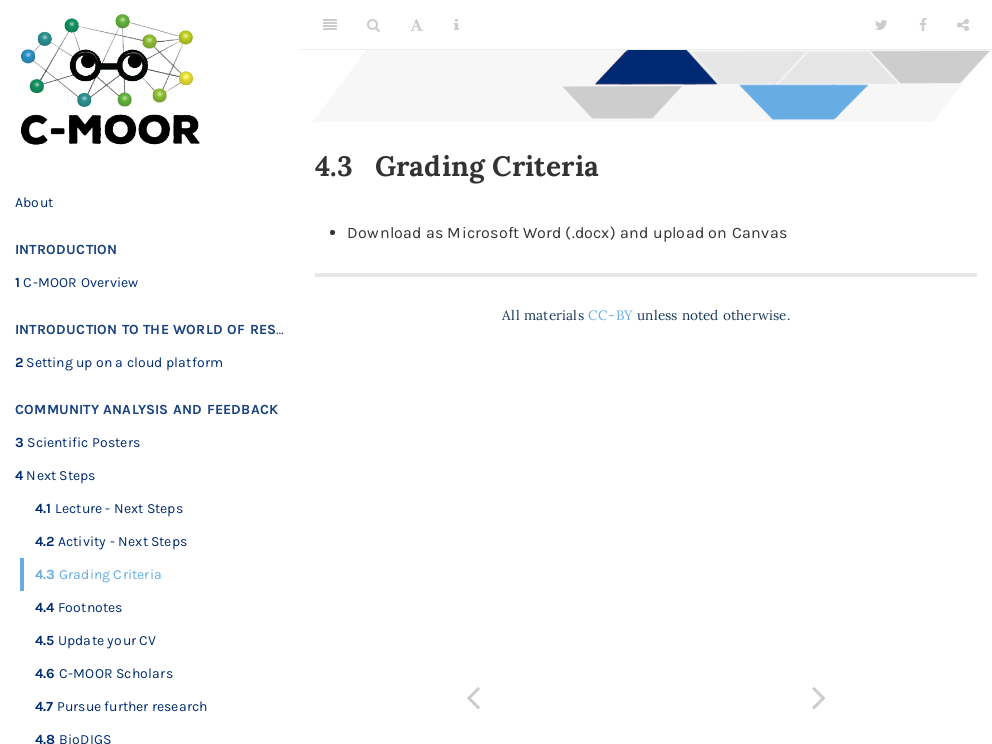 C-MOOR
About
INTRODUCTION
1 C-MOOR Overview
INTRODUCTION TO THE WORLD OF RES…
2 Setting up on a cloud platform
COMMUNITY ANALYSIS AND FEEDBACK
3 Scientific Posters
4 Next Steps
4.1 Lecture - Next Steps
4.2 Activity - Next Steps
4.3 Grading Criteria
4.4 Footnotes
4.5 Update your CV
4.6 C-MOOR Scholars
4.7 Pursue further research
4.8 BioDIGS
A
i
4.3 Grading Criteria
• Download as Microsoft Word (.docx) and upload on Canvas
All materials CC-BY unless noted otherwise.